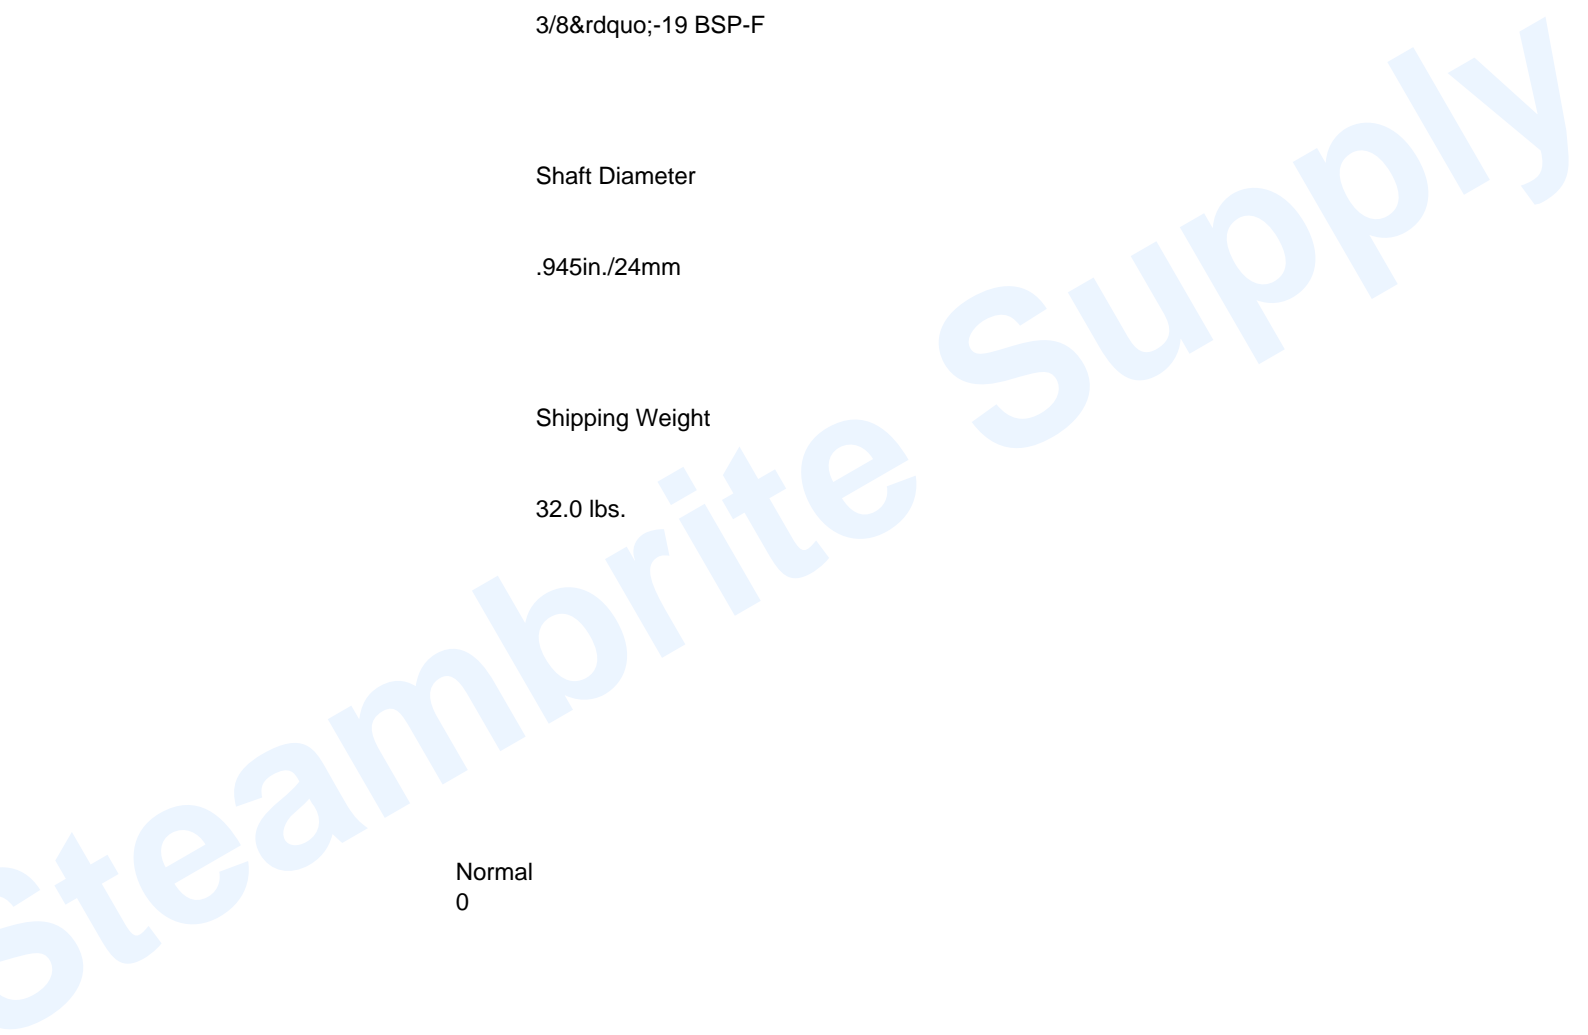 3/8&rdquo;-19 BSP-F
Shaft Diameter
.945in./24mm
Shipping Weight
32.0 lbs.
Normal
0
Steambrite Supply